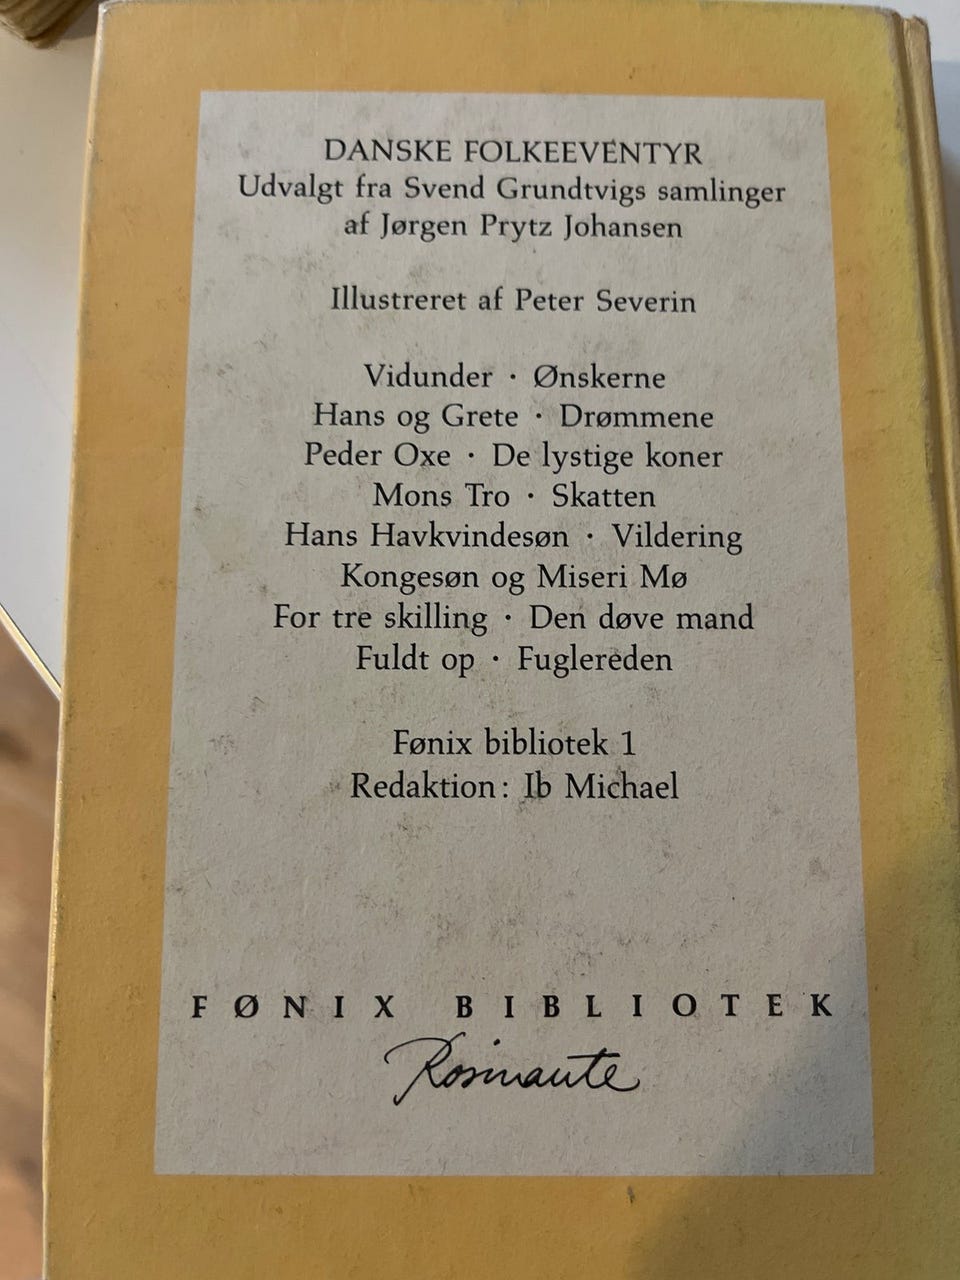 DANSKE FOLKEEVENTYR
Udvalgt fra Svend Grundtvigs samlinger
af Jørgen Prytz Johansen
Illustreret af Peter Severin
Vidunder · Ønskerne
Hans og Grete · Drømmene
Peder Oxe · De lystige koner
Mons Tro · Skatten
Hans Havkvindesøn · Vildering
Kongesøn og Miseri Mø
For tre skilling · Den døve mand
Fuldt op · Fuglereden
Fønix bibliotek 1
Redaktion: Ib Michael
FØNIX BIBLIOTEK
Rosinante